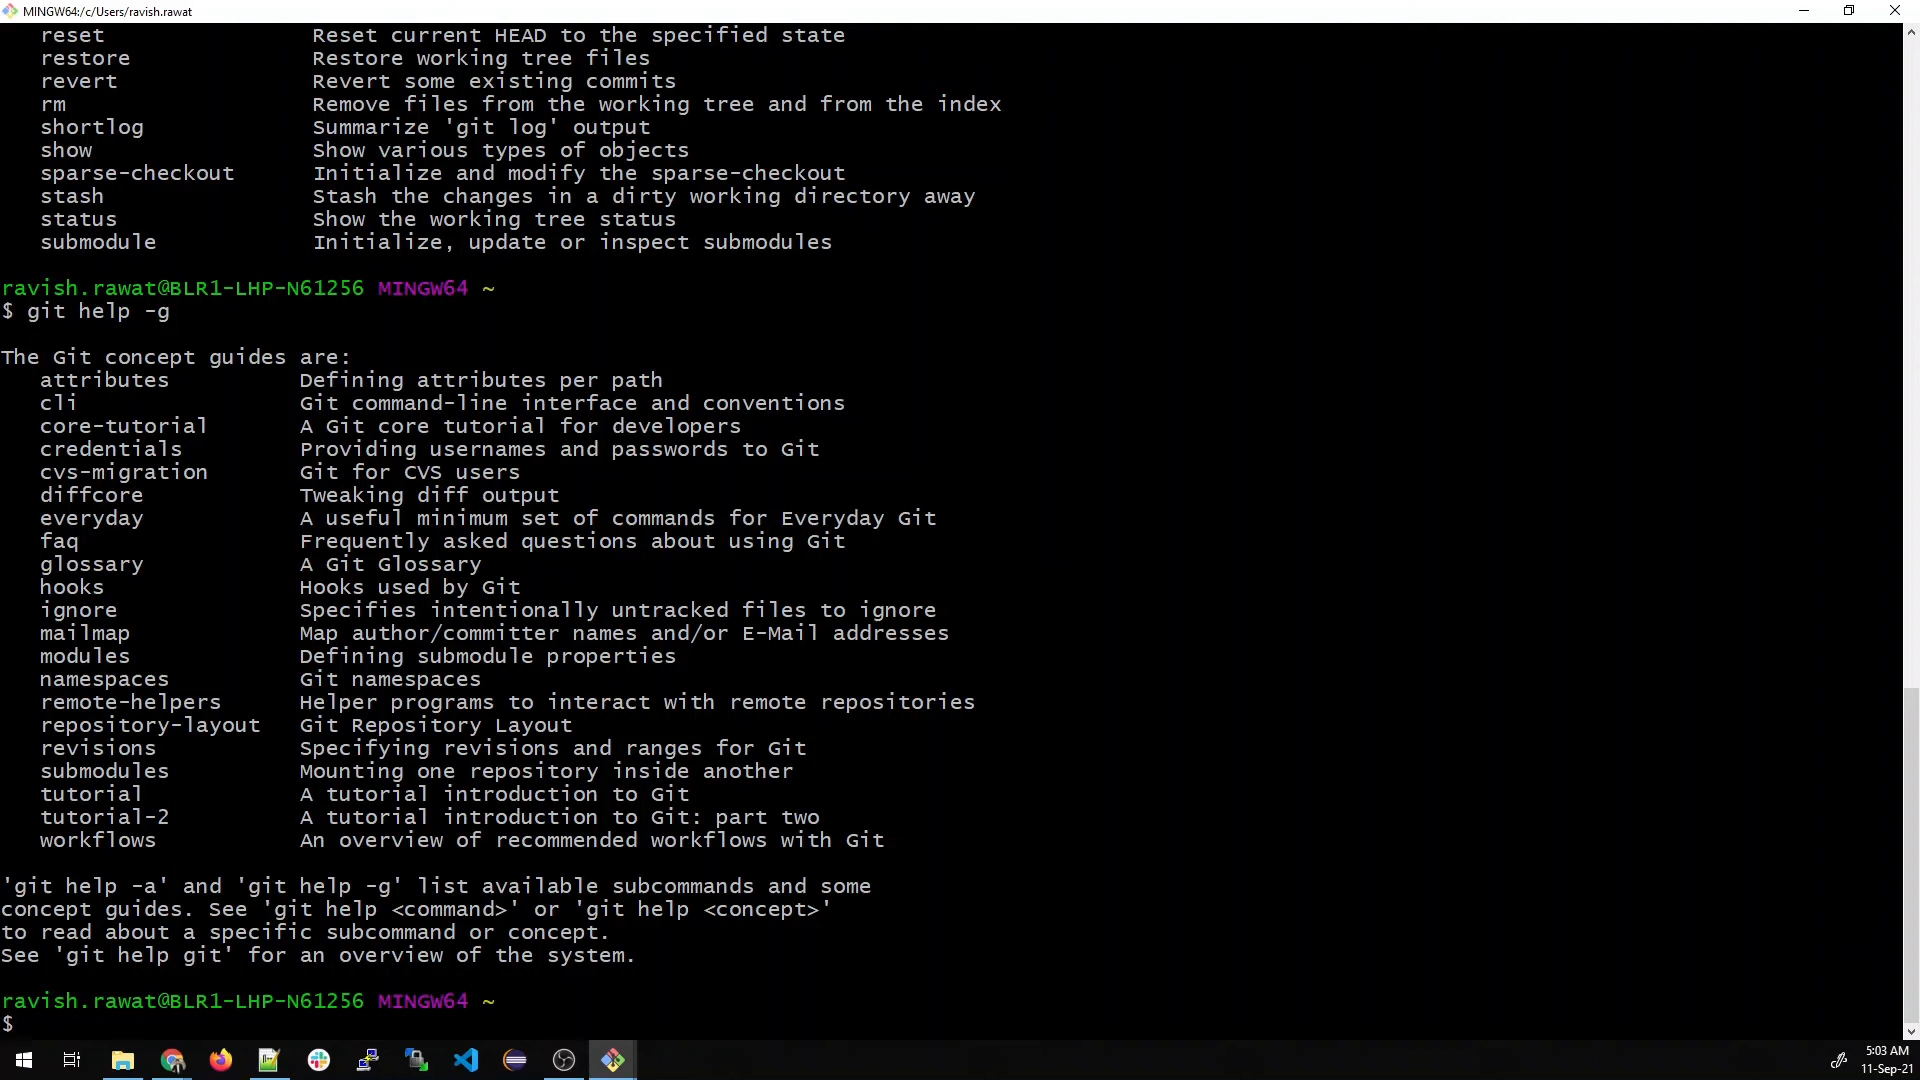 MINGW64:/c/Users/ravish.rawat
reset Reset current HEAD to the specified state
restore Restore working tree files
revert Revert some existing commits
rm Remove files from the working tree and from the index
shortlog Summarize 'git log' output
show Show various types of objects
sparse-checkout Initialize and modify the sparse-checkout
stash Stash the changes in a dirty working directory away
status Show the working tree status
submodule Initialize, update or inspect submodules
ravish.rawat@BLR1-LHP-N61256 MINGW64 ~
$ git help -g
The Git concept guides are:
attributes Defining attributes per path
cli Git command-line interface and conventions
core-tutorial A Git core tutorial for developers
credentials Providing usernames and passwords to Git
cvs-migration Git for CVS users
diffcore Tweaking diff output
everyday A useful minimum set of commands for Everyday Git
faq Frequently asked questions about using Git
glossary A Git Glossary
hooks Hooks used by Git
ignore Specifies intentionally untracked files to ignore
mailmap Map author/committer names and/or E-Mail addresses
modules Defining submodule properties
namespaces Git namespaces
remote-helpers Helper programs to interact with remote repositories
repository-layout Git Repository Layout
revisions Specifying revisions and ranges for Git
submodules Mounting one repository inside another
tutorial A tutorial introduction to Git
tutorial-2 A tutorial introduction to Git: part two
workflows An overview of recommended workflows with Git
'git help -a' and 'git help -g' list available subcommands and some
concept guides. See 'git help <command>' or 'git help <concept>'
to read about a specific subcommand or concept.
See 'git help git' for an overview of the system.
ravish.rawat@BLR1-LHP-N61256 MINGW64 ~
$
5:03 AM
11-Sep-21